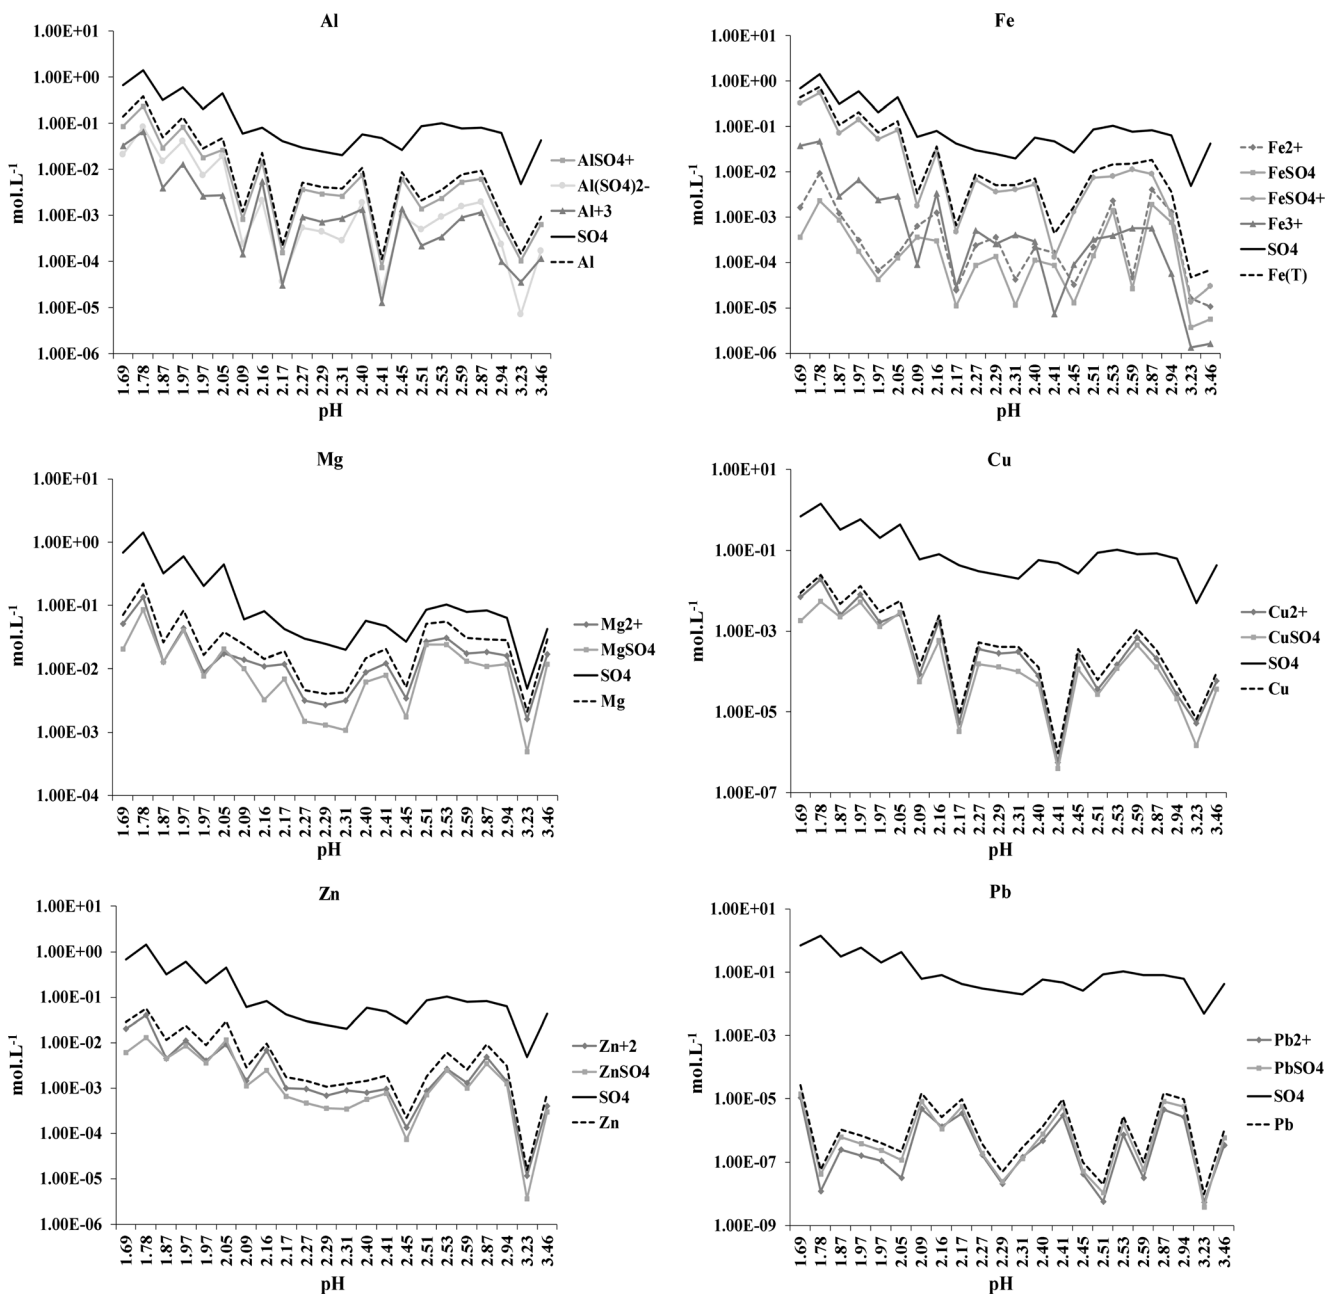 Al
1.00E+01
1.00E+00
1.00E-01
1.00E-02
1.00E-03
1.00E-04
1.00E-05
1.00E-06
mol.L-1
1.69 1.78 1.87 1.97 1.97 2.05 2.09 2.16 2.17 2.27 2.29 2.31 2.40 2.41 2.45 2.51 2.53 2.59 2.87 2.94 3.23 3.46
pH
AlSO4+
Al(SO4)2-
Al+3
SO4
Al
Fe
1.00E+01
1.00E+00
1.00E-01
1.00E-02
1.00E-03
1.00E-04
1.00E-05
1.00E-06
mol.L-1
1.69 1.78 1.87 1.97 1.97 2.05 2.09 2.16 2.17 2.27 2.29 2.31 2.40 2.41 2.45 2.51 2.53 2.59 2.87 2.94 3.23 3.46
pH
Fe2+
FeSO4
FeSO4+
Fe3+
SO4
Fe(T)
Mg
1.00E+01
1.00E+00
1.00E-01
1.00E-02
1.00E-03
1.00E-04
mol.L-1
1.69 1.78 1.87 1.97 1.97 2.05 2.09 2.16 2.17 2.27 2.29 2.31 2.40 2.41 2.45 2.51 2.53 2.59 2.87 2.94 3.23 3.46
pH
Mg2+
MgSO4
SO4
Mg
Cu
1.00E+01
1.00E-01
1.00E-03
1.00E-05
1.00E-07
mol.L-1
1.69 1.78 1.87 1.97 1.97 2.05 2.09 2.16 2.17 2.27 2.29 2.31 2.40 2.41 2.45 2.51 2.53 2.59 2.87 2.94 3.23 3.46
pH
Cu2+
CuSO4
SO4
Cu
Zn
1.00E+01
1.00E+00
1.00E-01
1.00E-02
1.00E-03
1.00E-04
1.00E-05
1.00E-06
mol.L-1
1.69 1.78 1.87 1.97 1.97 2.05 2.09 2.16 2.17 2.27 2.29 2.31 2.40 2.41 2.45 2.51 2.53 2.59 2.87 2.94 3.23 3.46
pH
Zn+2
ZnSO4
SO4
Zn
Pb
1.00E+01
1.00E-01
1.00E-03
1.00E-05
1.00E-07
1.00E-09
mol.L-1
1.69 1.78 1.87 1.97 1.97 2.05 2.09 2.16 2.17 2.27 2.29 2.31 2.40 2.41 2.45 2.51 2.53 2.59 2.87 2.94 3.23 3.46
pH
Pb2+
PbSO4
SO4
Pb